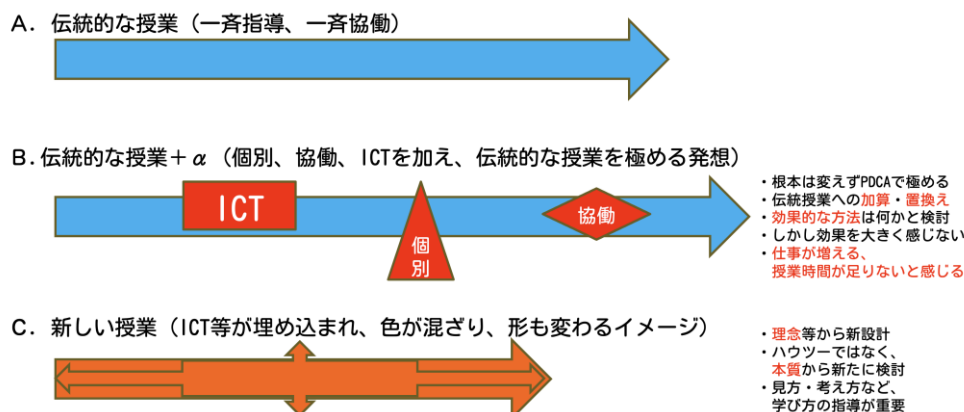 A. 伝統的な授業（一斉指導、一斉協働）
B. 伝統的な授業＋α（個別、協働、ICTを加え、伝統的な授業を極める発想）
ICT
個別
協働
・根本は変えずPDCAで極める
・伝統授業への加算・置換え
・効果的な方法は何かと検討
・しかし効果を大きく感じない
・仕事が増える、
授業時間が足りないと感じる
C. 新しい授業（ICT等が埋め込まれ、色が混ざり、形も変わるイメージ）
・理念等から新設計
・ハウツーではなく、
本質から新たに検討
・見方・考え方など、
学び方の指導が重要